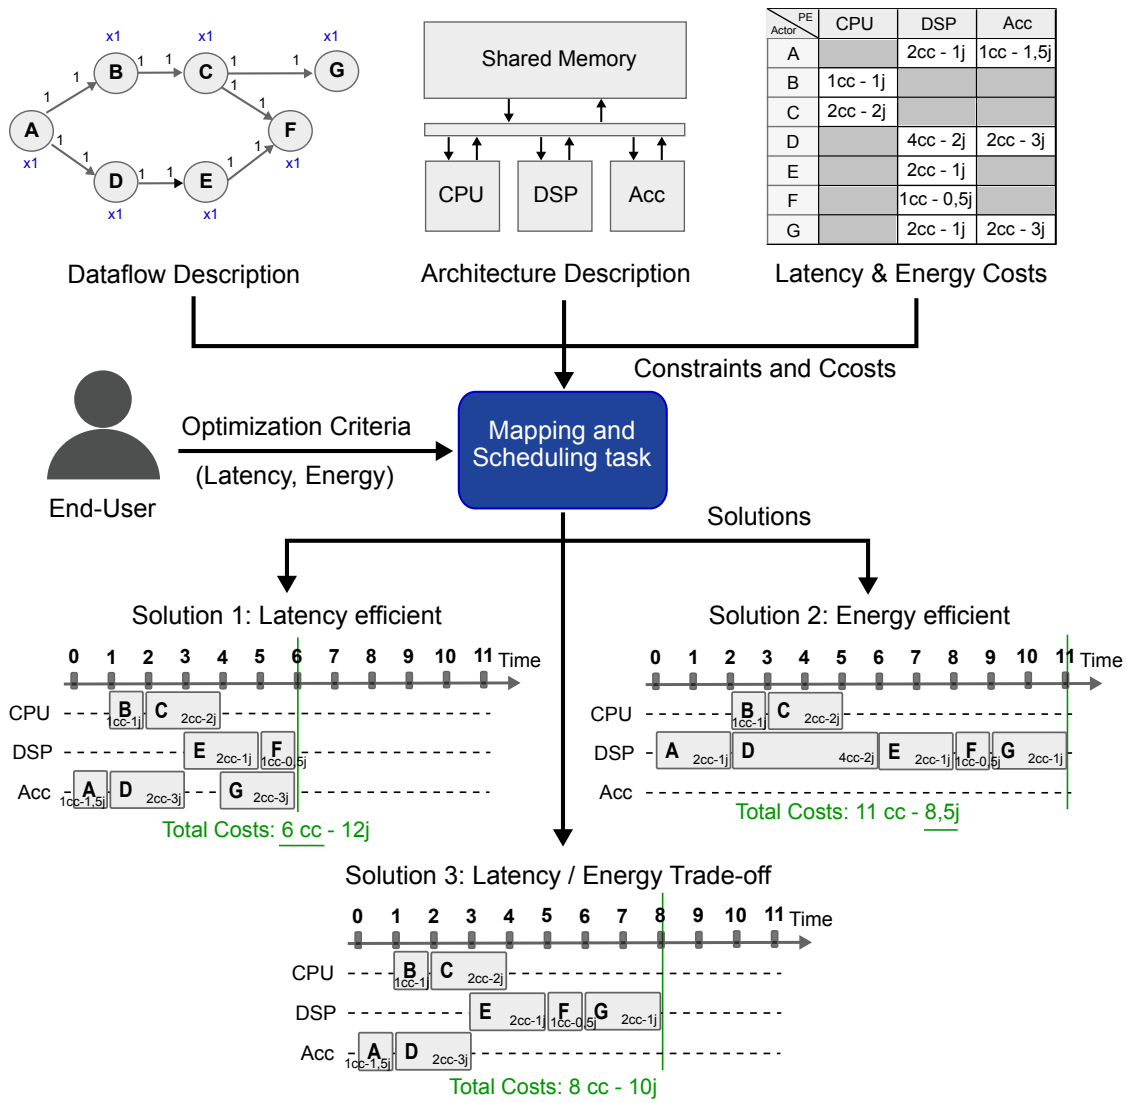 x1 x1 x1
1 1 1 1
B C G
1 1
A F
x1 1 1 1 x1
1 1
D E
x1 x1
Dataflow Description
Shared Memory
CPU DSP Acc
Architecture Description
PE
Actor CPU DSP Acc
A 2cc - 1j 1cc - 1,5j
B 1cc - 1j
C 2cc - 2j
D 4cc - 2j 2cc - 3j
E 2cc - 1j
F 1cc - 0,5j
G 2cc - 1j 2cc - 3j
Latency & Energy Costs
Constraints and Ccosts
Optimization Criteria
(Latency, Energy)
End-User
Mapping and
Scheduling task
Solutions
Solution 1: Latency efficient
0 1 2 3 4 5 6 7 8 9 10 11 Time
CPU B 1cc-1j C 2cc-2j
DSP E 2cc-1j F 1cc-0,5j
Acc A 1cc-1,5j D 2cc-3j G 2cc-3j
Total Costs: 6 cc - 12j
Solution 2: Energy efficient
0 1 2 3 4 5 6 7 8 9 10 11 Time
CPU B 1cc-1j C 2cc-2j
DSP A 2cc-1j D 4cc-2j E 2cc-1j F 1cc-0,5j G 2cc-1j
Acc
Total Costs: 11 cc - 8,5j
Solution 3: Latency / Energy Trade-off
0 1 2 3 4 5 6 7 8 9 10 11 Time
CPU B 1cc-1j C 2cc-2j
DSP E 2cc-1j F 1cc-0,5j G 2cc-1j
Acc A 1cc-1,5j D 2cc-3j
Total Costs: 8 cc - 10j